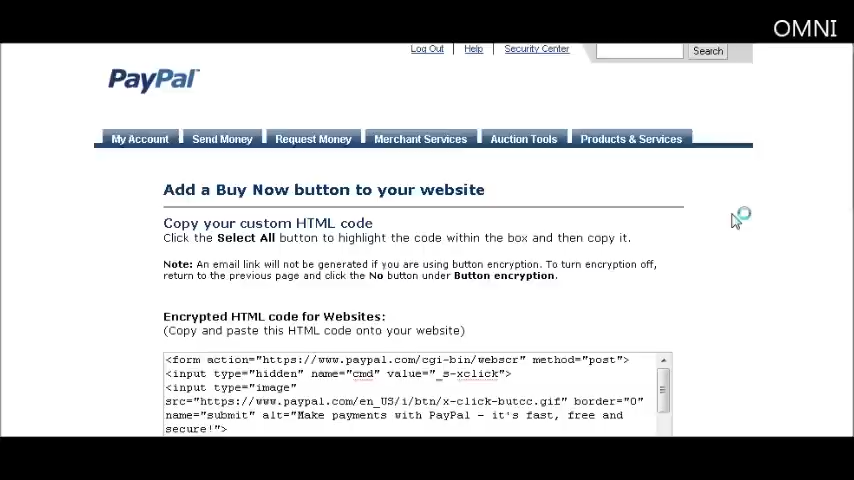 OMNI
Log Out | Help | Security Center
Search
PayPal
My Account Send Money Request Money Merchant Services Auction Tools Products & Services
Add a Buy Now button to your website
Copy your custom HTML code
Click the Select All button to highlight the code within the box and then copy it.
Note: An email link will not be generated if you are using button encryption. To turn encryption off,
return to the previous page and click the No button under Button encryption.
Encrypted HTML code for Websites:
(Copy and paste this HTML code onto your website)
<form action="https://www.paypal.com/cgi-bin/webscr" method="post">
<input type="hidden" name="cmd" value="_s-xclick">
<input type="image"
src="https://www.paypal.com/en_US/i/btn/x-click-butcc.gif" border="0"
name="submit" alt="Make payments with PayPal - it's fast, free and
secure!">